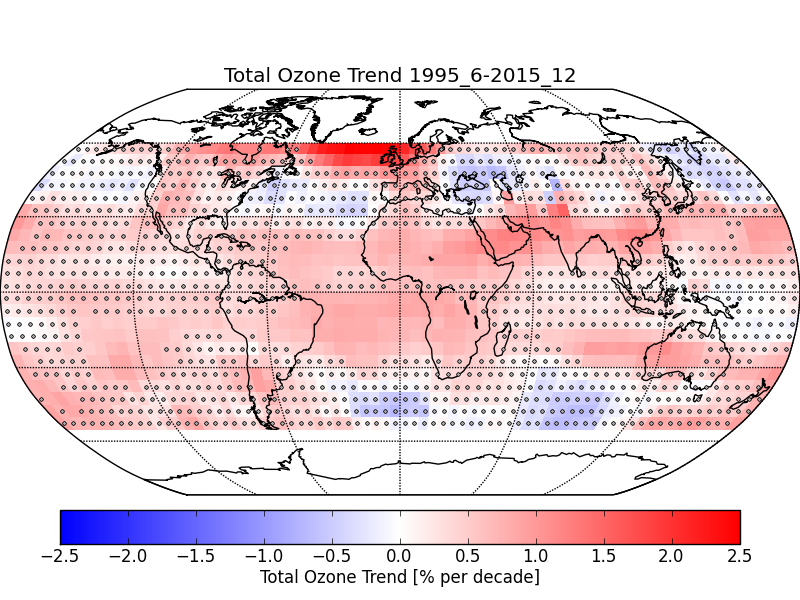 Total Ozone Trend 1995_6-2015_12
−2.5 −2.0 −1.5 −1.0 −0.5 0.0 0.5 1.0 1.5 2.0 2.5
Total Ozone Trend [% per decade]